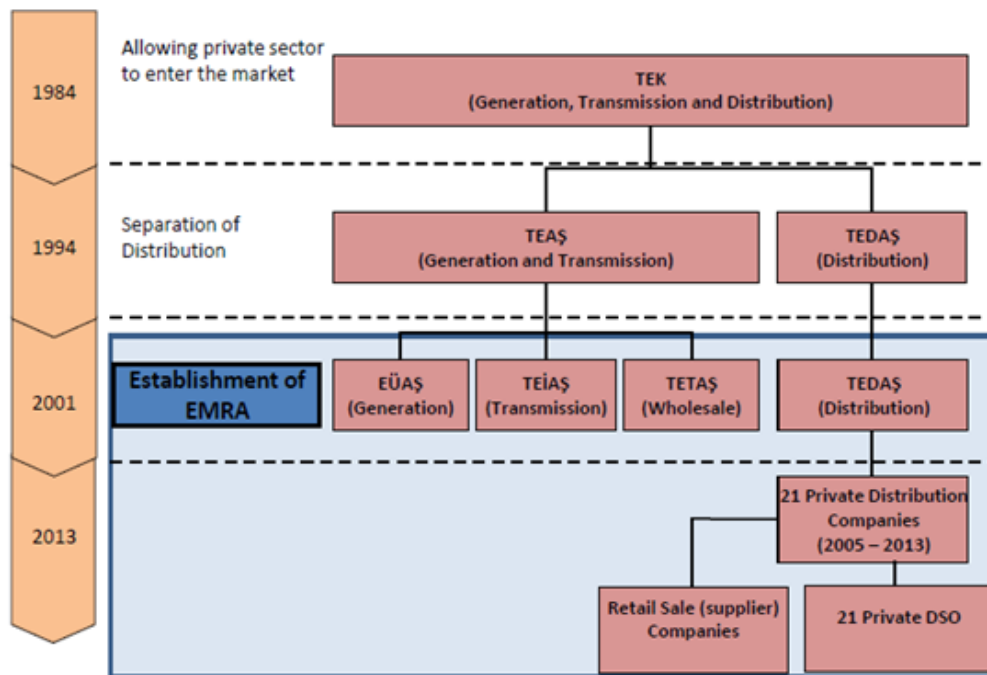 1984
Allowing private sector
to enter the market
TEK
(Generation, Transmission and Distribution)
1994
Separation of
Distribution
TEAŞ
(Generation and Transmission)
TEDAŞ
(Distribution)
2001
Establishment of
EMRA
EÜAŞ
(Generation)
TEİAŞ
(Transmission)
TETAŞ
(Wholesale)
TEDAŞ
(Distribution)
2013
21 Private Distribution
Companies
(2005 – 2013)
Retail Sale (supplier)
Companies
21 Private DSO